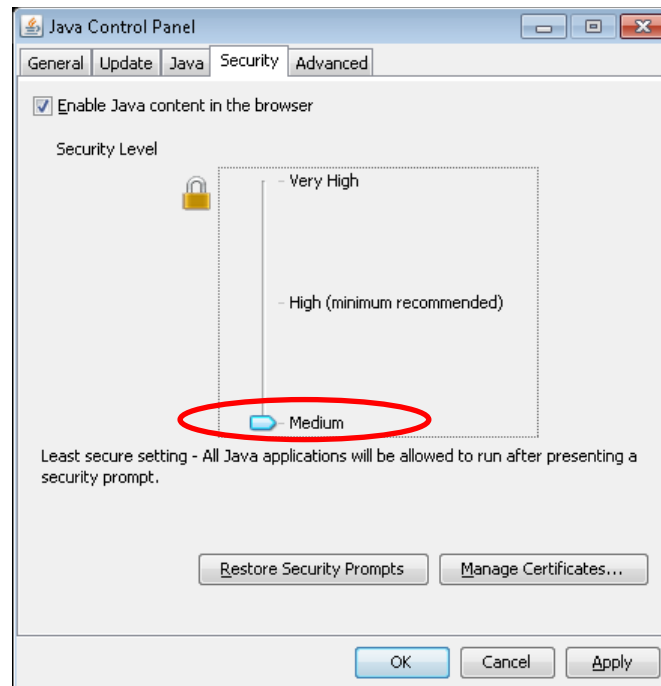 Java Control Panel
General Update Java Security Advanced
Enable Java content in the browser
Security Level
Very High
High (minimum recommended)
Medium
Least secure setting - All Java applications will be allowed to run after presenting a
security prompt.
Restore Security Prompts Manage Certificates...
OK Cancel Apply